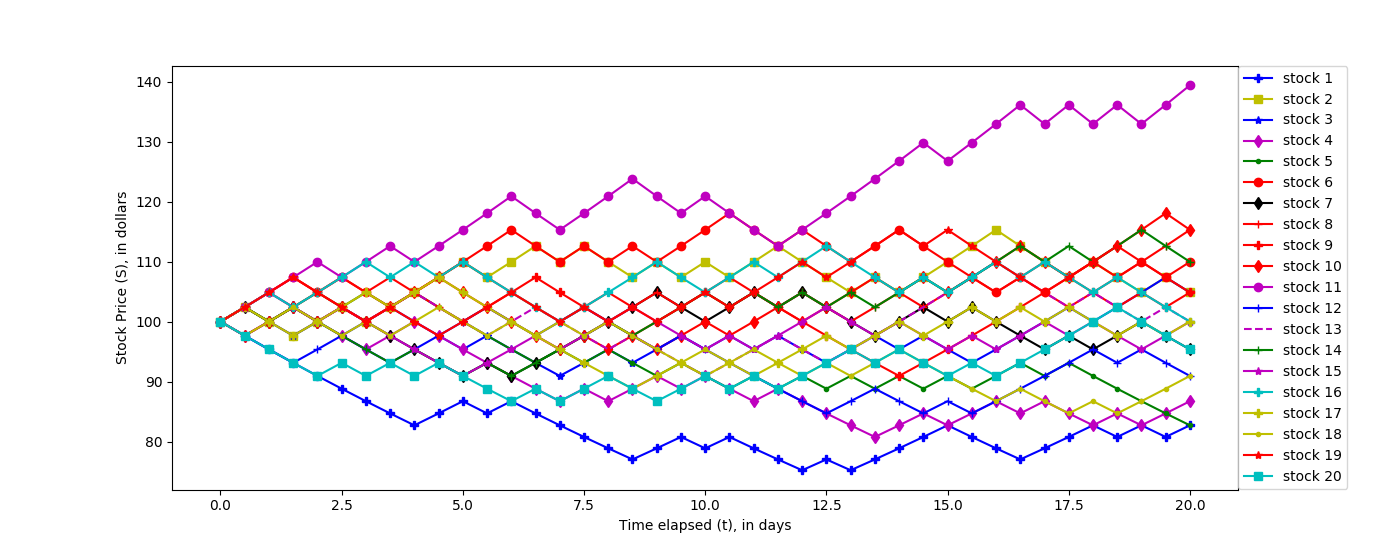 140
130
120
110
100
90
80
Stock Price (S), in dollars
0.0 2.5 5.0 7.5 10.0 12.5 15.0 17.5 20.0
Time elapsed (t), in days
stock 1
stock 2
stock 3
stock 4
stock 5
stock 6
stock 7
stock 8
stock 9
stock 10
stock 11
stock 12
stock 13
stock 14
stock 15
stock 16
stock 17
stock 18
stock 19
stock 20